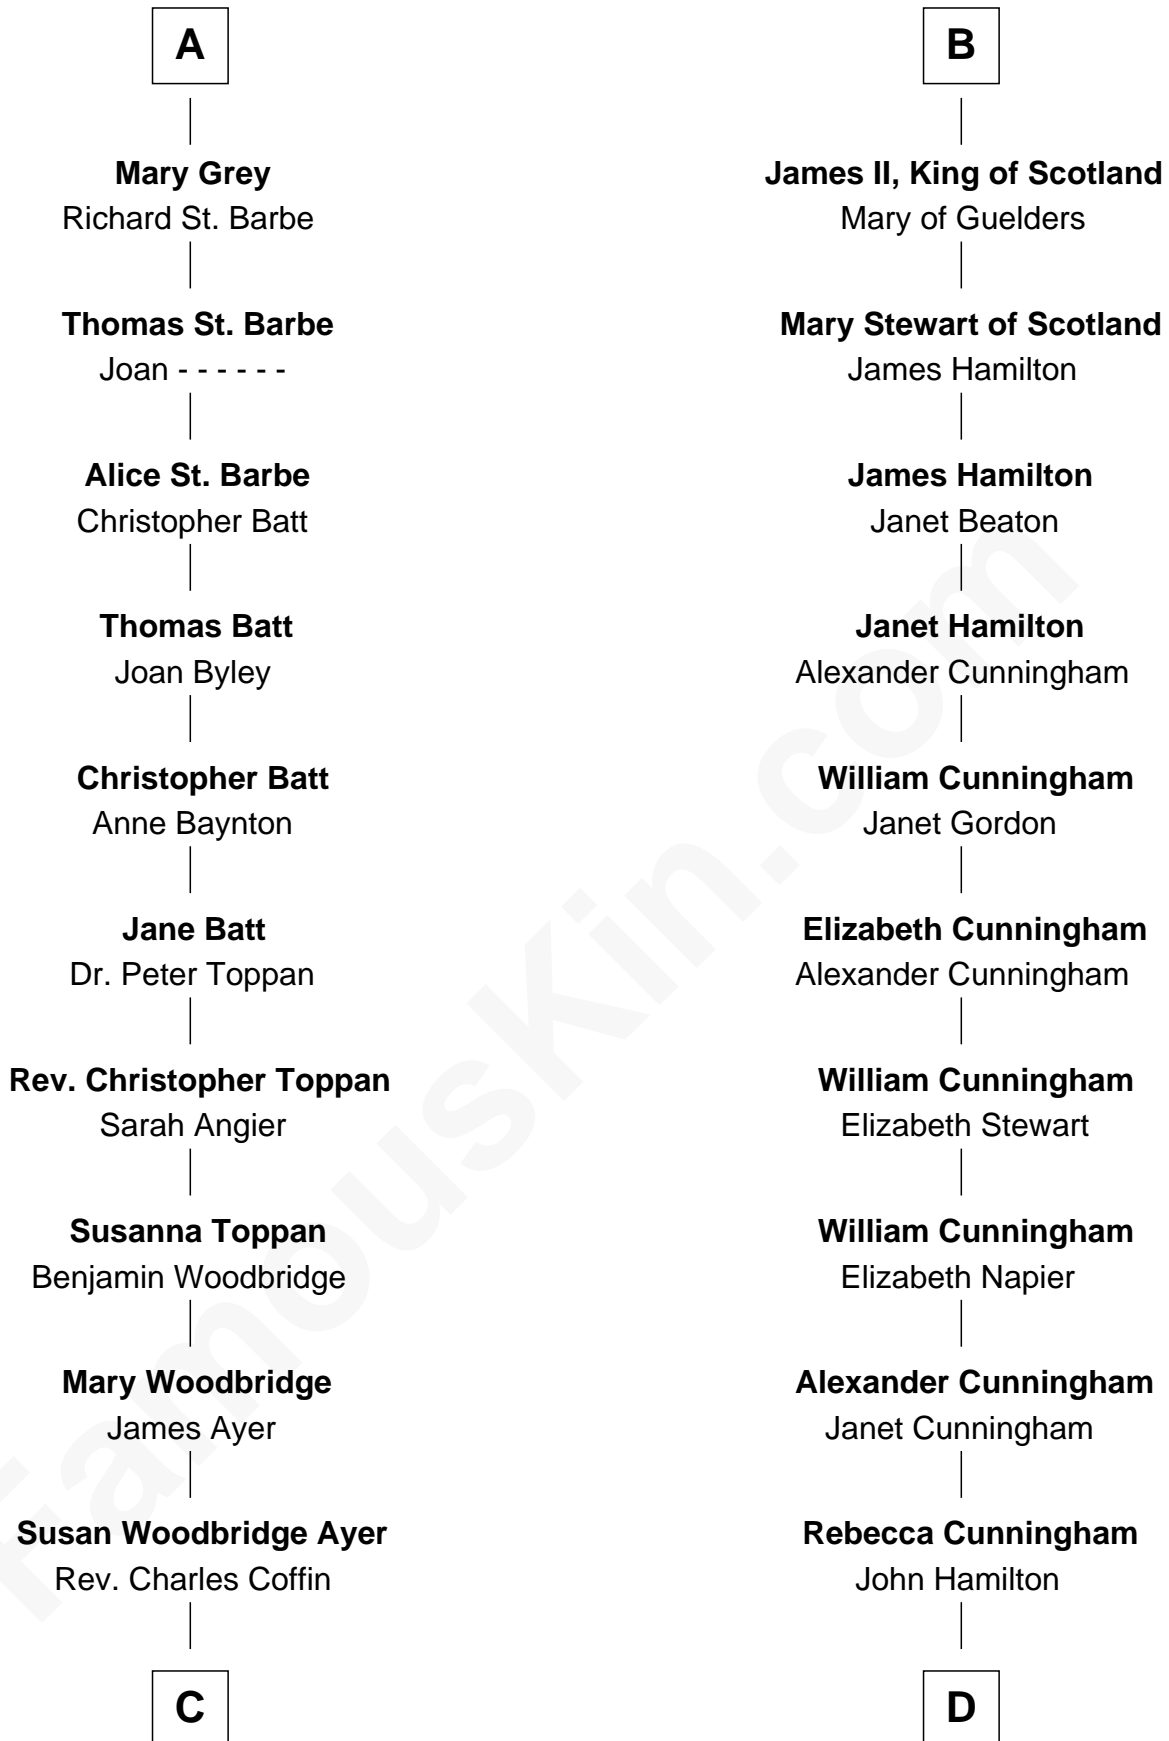 A
Mary Grey
Richard St. Barbe
Thomas St. Barbe
Joan - - - - - -
Alice St. Barbe
Christopher Batt
Thomas Batt
Joan Byley
Christopher Batt
Anne Baynton
Jane Batt
Dr. Peter Toppan
Rev. Christopher Toppan
Sarah Angier
Susanna Toppan
Benjamin Woodbridge
Mary Woodbridge
James Ayer
Susan Woodbridge Ayer
Rev. Charles Coffin
C
B
James II, King of Scotland
Mary of Guelders
Mary Stewart of Scotland
James Hamilton
James Hamilton
Janet Beaton
Janet Hamilton
Alexander Cunningham
William Cunningham
Janet Gordon
Elizabeth Cunningham
Alexander Cunningham
William Cunningham
Elizabeth Stewart
William Cunningham
Elizabeth Napier
Alexander Cunningham
Janet Cunningham
Rebecca Cunningham
John Hamilton
D
FamousKin.com